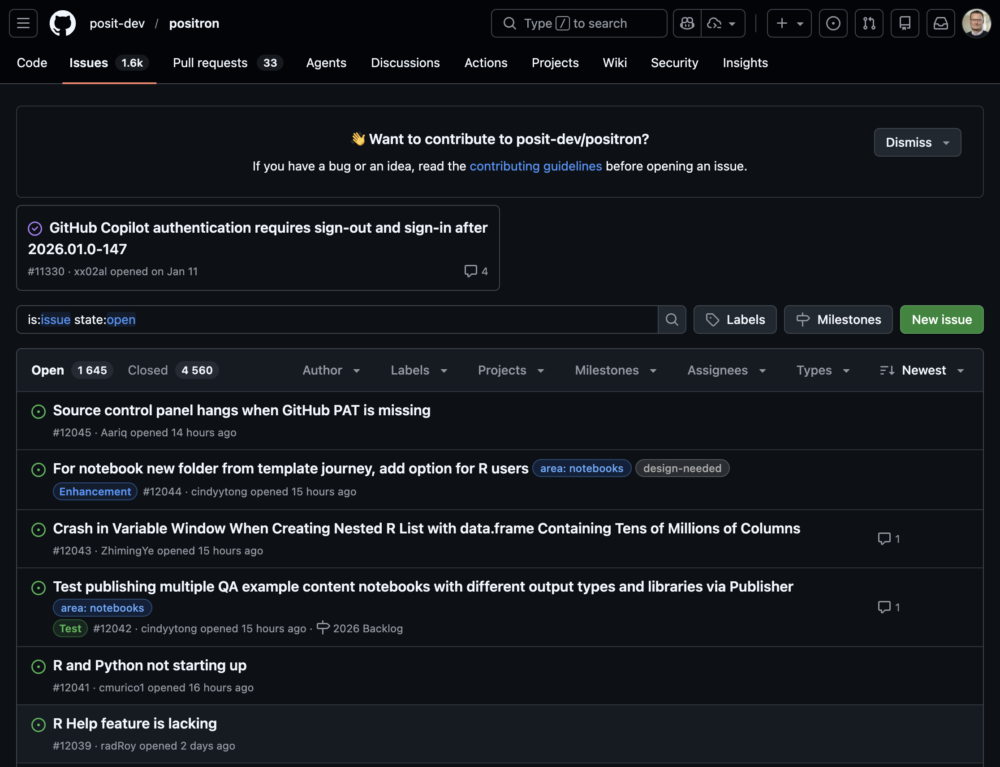 posit-dev / positron
Type / to search
Code Issues 1.6k Pull requests 33 Agents Discussions Actions Projects Wiki Security Insights
👋 Want to contribute to posit-dev/positron?
Dismiss
If you have a bug or an idea, read the contributing guidelines before opening an issue.
GitHub Copilot authentication requires sign-out and sign-in after
2026.01.0-147
#11330 · xx02al opened on Jan 11
4
is:issue state:open
Labels
Milestones
New issue
Open 1 645 Closed 4 560 Author Labels Projects Milestones Assignees Types Newest
Source control panel hangs when GitHub PAT is missing
#12045 · Aariq opened 14 hours ago
For notebook new folder from template journey, add option for R users area: notebooks design-needed
Enhancement #12044 · cindyytong opened 15 hours ago
Crash in Variable Window When Creating Nested R List with data.frame Containing Tens of Millions of Columns
1
#12043 · ZhimingYe opened 15 hours ago
Test publishing multiple QA example content notebooks with different output types and libraries via Publisher
area: notebooks
1
Test #12042 · cindyytong opened 15 hours ago · 2026 Backlog
R and Python not starting up
#12041 · cmurico1 opened 16 hours ago
R Help feature is lacking
#12039 · radRoy opened 2 days ago